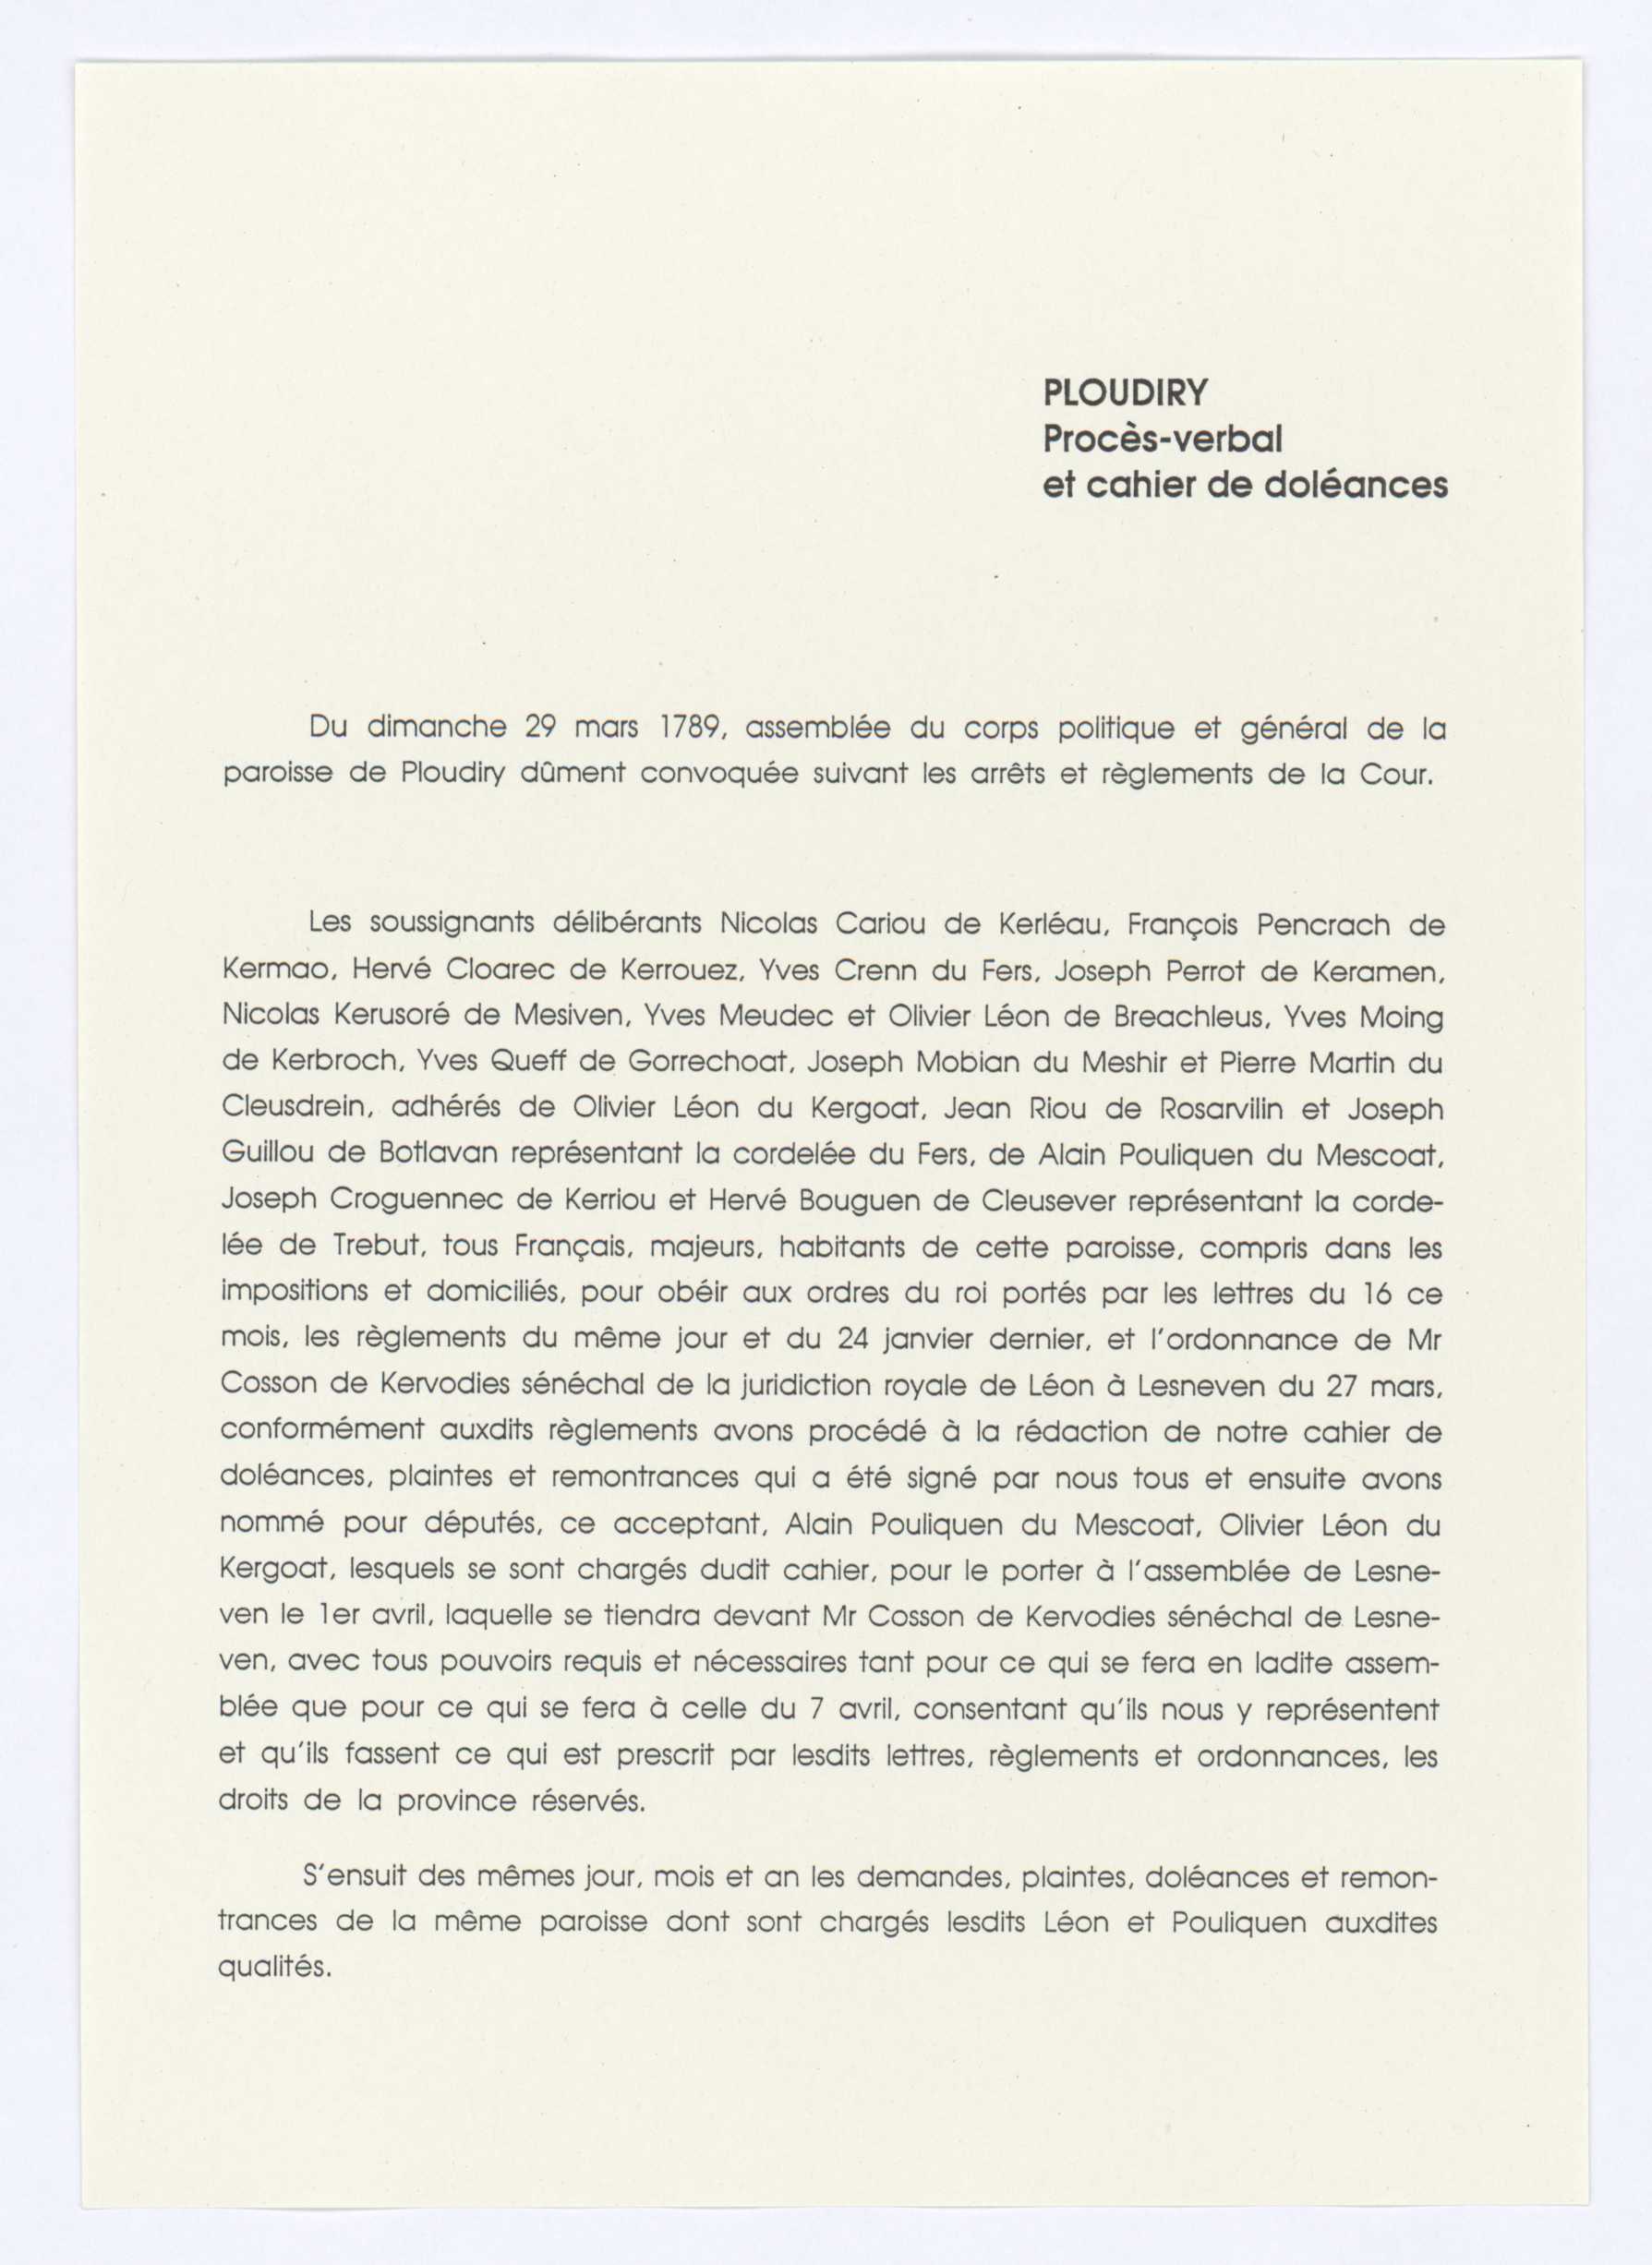 PLOUDIRY
Procès-verbal
et cahier de doléances
Du dimanche 29 mars 1789, assemblée du corps politique et général de la
paroisse de Ploudiry dûment convoquée suivant les arrêts et règlements de la Cour.
Les soussignants délibérants Nicolas Cariou de Kerléau, François Pencrach de
Kermao, Hervé Cloarec de Kerrouez, Yves Crenn du Fers, Joseph Perrot de Keramen,
Nicolas Kerusoré de Mesiven, Yves Meudec et Olivier Léon de Breachleus, Yves Moing
de Kerbroch, Yves Queff de Gorrechoat, Joseph Mobian du Meshir et Pierre Martin du
Cleusdrein, adhérés de Olivier Léon du Kergoat, Jean Riou de Rosarvilin et Joseph
Guillou de Botlavan représentant la cordelée du Fers, de Alain Pouliquen du Mescoat,
Joseph Croguennec de Kerriou et Hervé Bouguen de Cleusever représentant la corde-
lée de Trebut, tous Français, majeurs, habitants de cette paroisse, compris dans les
impositions et domiciliés, pour obéir aux ordres du roi portés par les lettres du 16 ce
mois, les règlements du même jour et du 24 janvier dernier, et l'ordonnance de Mr
Cosson de Kervodies sénéchal de la juridiction royale de Léon à Lesneven du 27 mars,
conformément auxdits règlements avons procédé à la rédaction de notre cahier de
doléances, plaintes et remontrances qui a été signé par nous tous et ensuite avons
nommé pour députés, ce acceptant, Alain Pouliquen du Mescoat, Olivier Léon du
Kergoat, lesquels se sont chargés dudit cahier, pour le porter à l'assemblée de Lesne-
ven le 1er avril, laquelle se tiendra devant Mr Cosson de Kervodies sénéchal de Lesne-
ven, avec tous pouvoirs requis et nécessaires tant pour ce qui se fera en ladite assem-
blée que pour ce qui se fera à celle du 7 avril, consentant qu'ils nous y représentent
et qu'ils fassent ce qui est prescrit par lesdits lettres, règlements et ordonnances, les
droits de la province réservés.
S'ensuit des mêmes jour, mois et an les demandes, plaintes, doléances et remon-
trances de la même paroisse dont sont chargés lesdits Léon et Pouliquen auxdites
qualités.